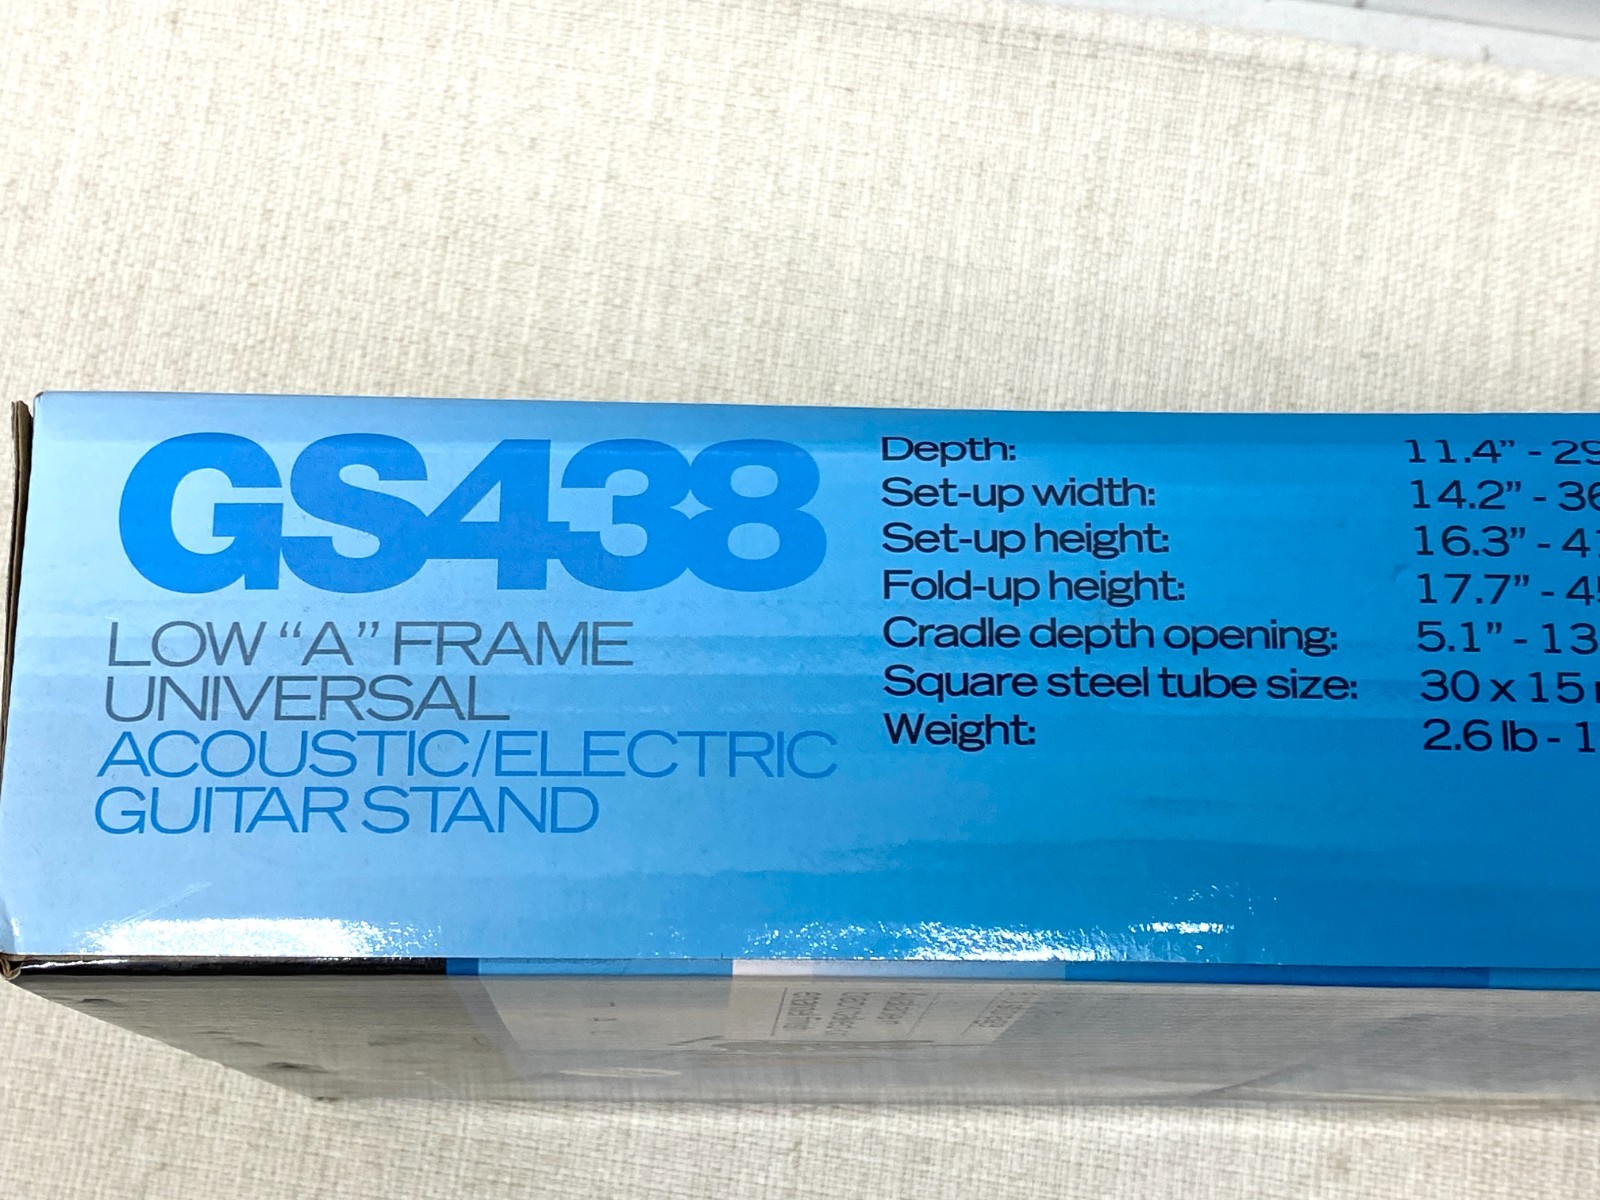 GS438
LOW “A” FRAME
UNIVERSAL
ACOUSTIC/ELECTRIC
GUITAR STAND
Depth: 11.4” - 29
Set-up width: 14.2” - 36
Set-up height: 16.3” - 4
Fold-up height: 17.7” - 4
Cradle depth opening: 5.1” - 13
Square steel tube size: 30 x 15
Weight: 2.6 lb - 1